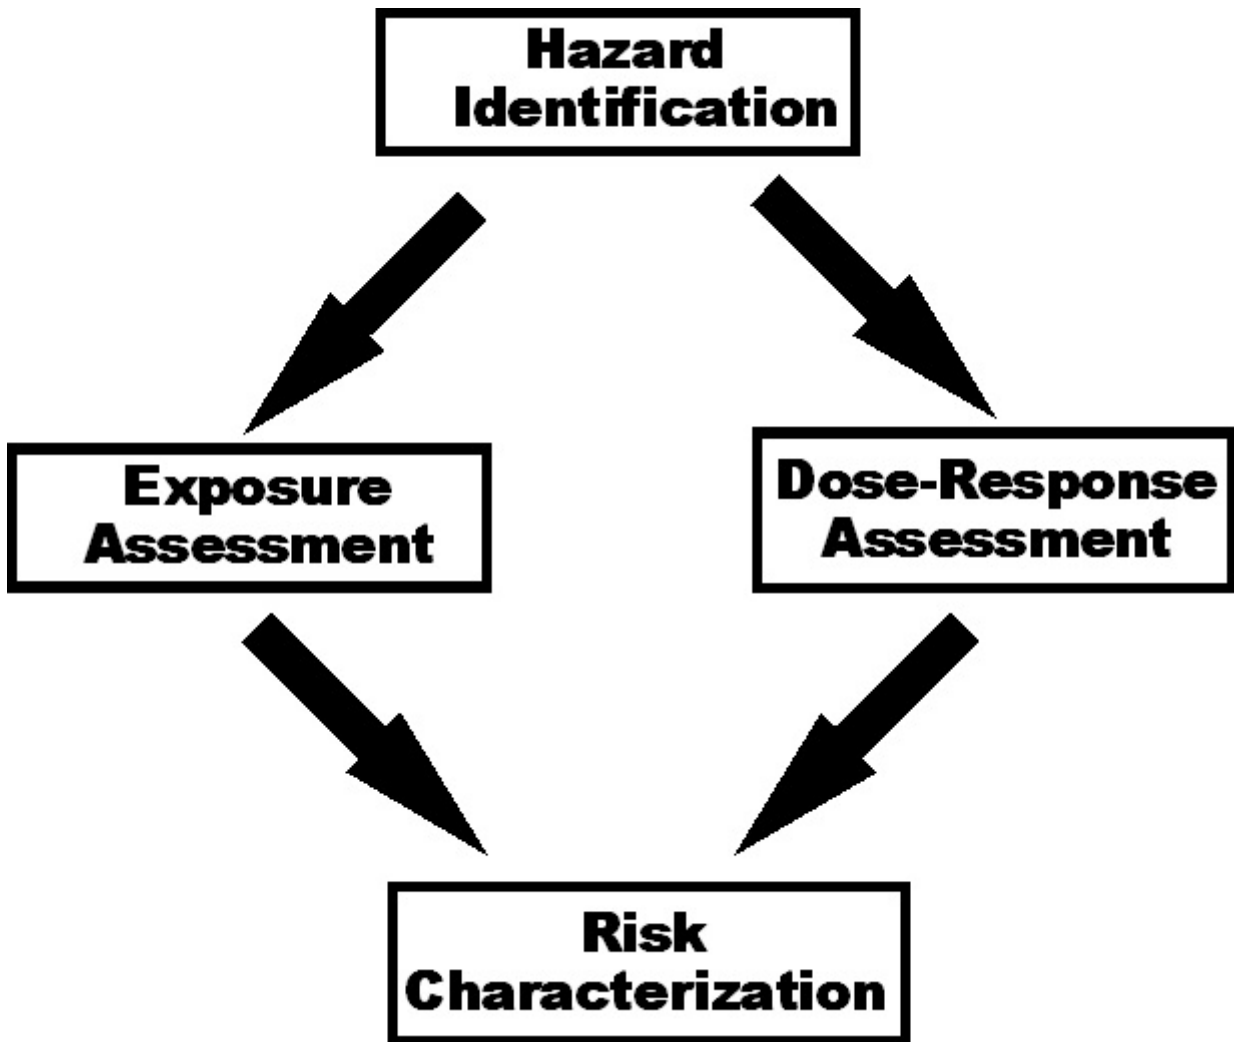 Hazard
Identification
Exposure
Assessment
Dose-Response
Assessment
Risk
Characterization